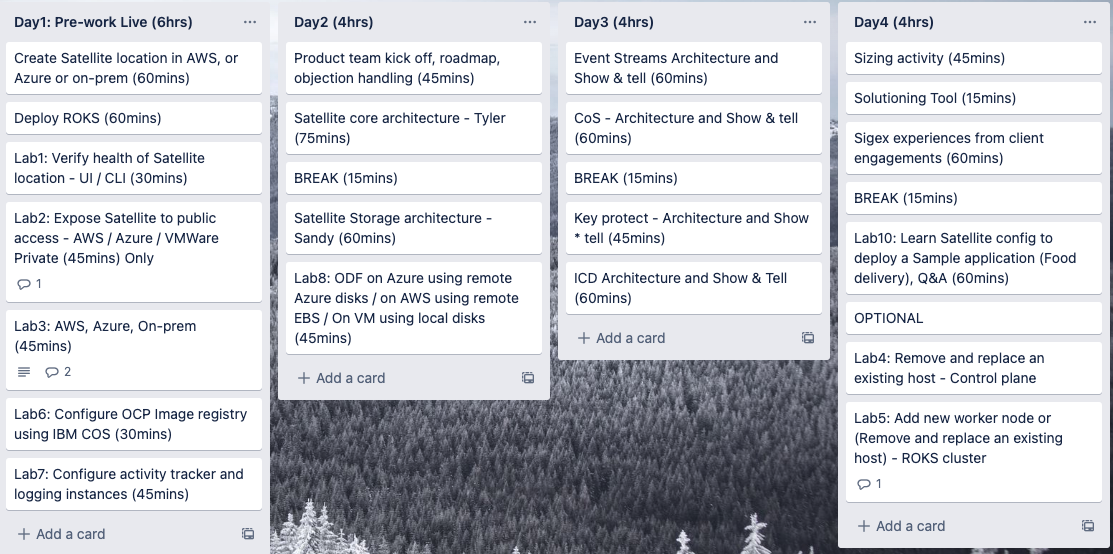 Day1: Pre-work Live (6hrs)
Create Satellite location in AWS, or
Azure or on-prem (60mins)
Deploy ROKS (60mins)
Lab1: Verify health of Satellite
location - UI / CLI (30mins)
Lab2: Expose Satellite to public
access - AWS / Azure / VMWare
Private (45mins) Only
1
Lab3: AWS, Azure, On-prem
(45mins)
2
Lab6: Configure OCP Image registry
using IBM COS (30mins)
Lab7: Configure activity tracker and
logging instances (45mins)
Add a card
Day2 (4hrs)
Product team kick off, roadmap,
objection handling (45mins)
Satellite core architecture - Tyler
(75mins)
BREAK (15mins)
Satellite Storage architecture -
Sandy (60mins)
Lab8: ODF on Azure using remote
Azure disks / on AWS using remote
EBS / On VM using local disks
(45mins)
Add a card
Day3 (4hrs)
Event Streams Architecture and
Show & tell (60mins)
CoS - Architecture and Show & tell
(60mins)
BREAK (15mins)
Key protect - Architecture and Show
* tell (45mins)
ICD Architecture and Show & Tell
(60mins)
Add a card
Day4 (4hrs)
Sizing activity (45mins)
Solutioning Tool (15mins)
Sigex experiences from client
engagements (60mins)
BREAK (15mins)
Lab10: Learn Satellite config to
deploy a Sample application (Food
delivery), Q&A (60mins)
OPTIONAL
Lab4: Remove and replace an
existing host - Control plane
Lab5: Add new worker node or
(Remove and replace an existing
host) - ROKS cluster
1
Add a card